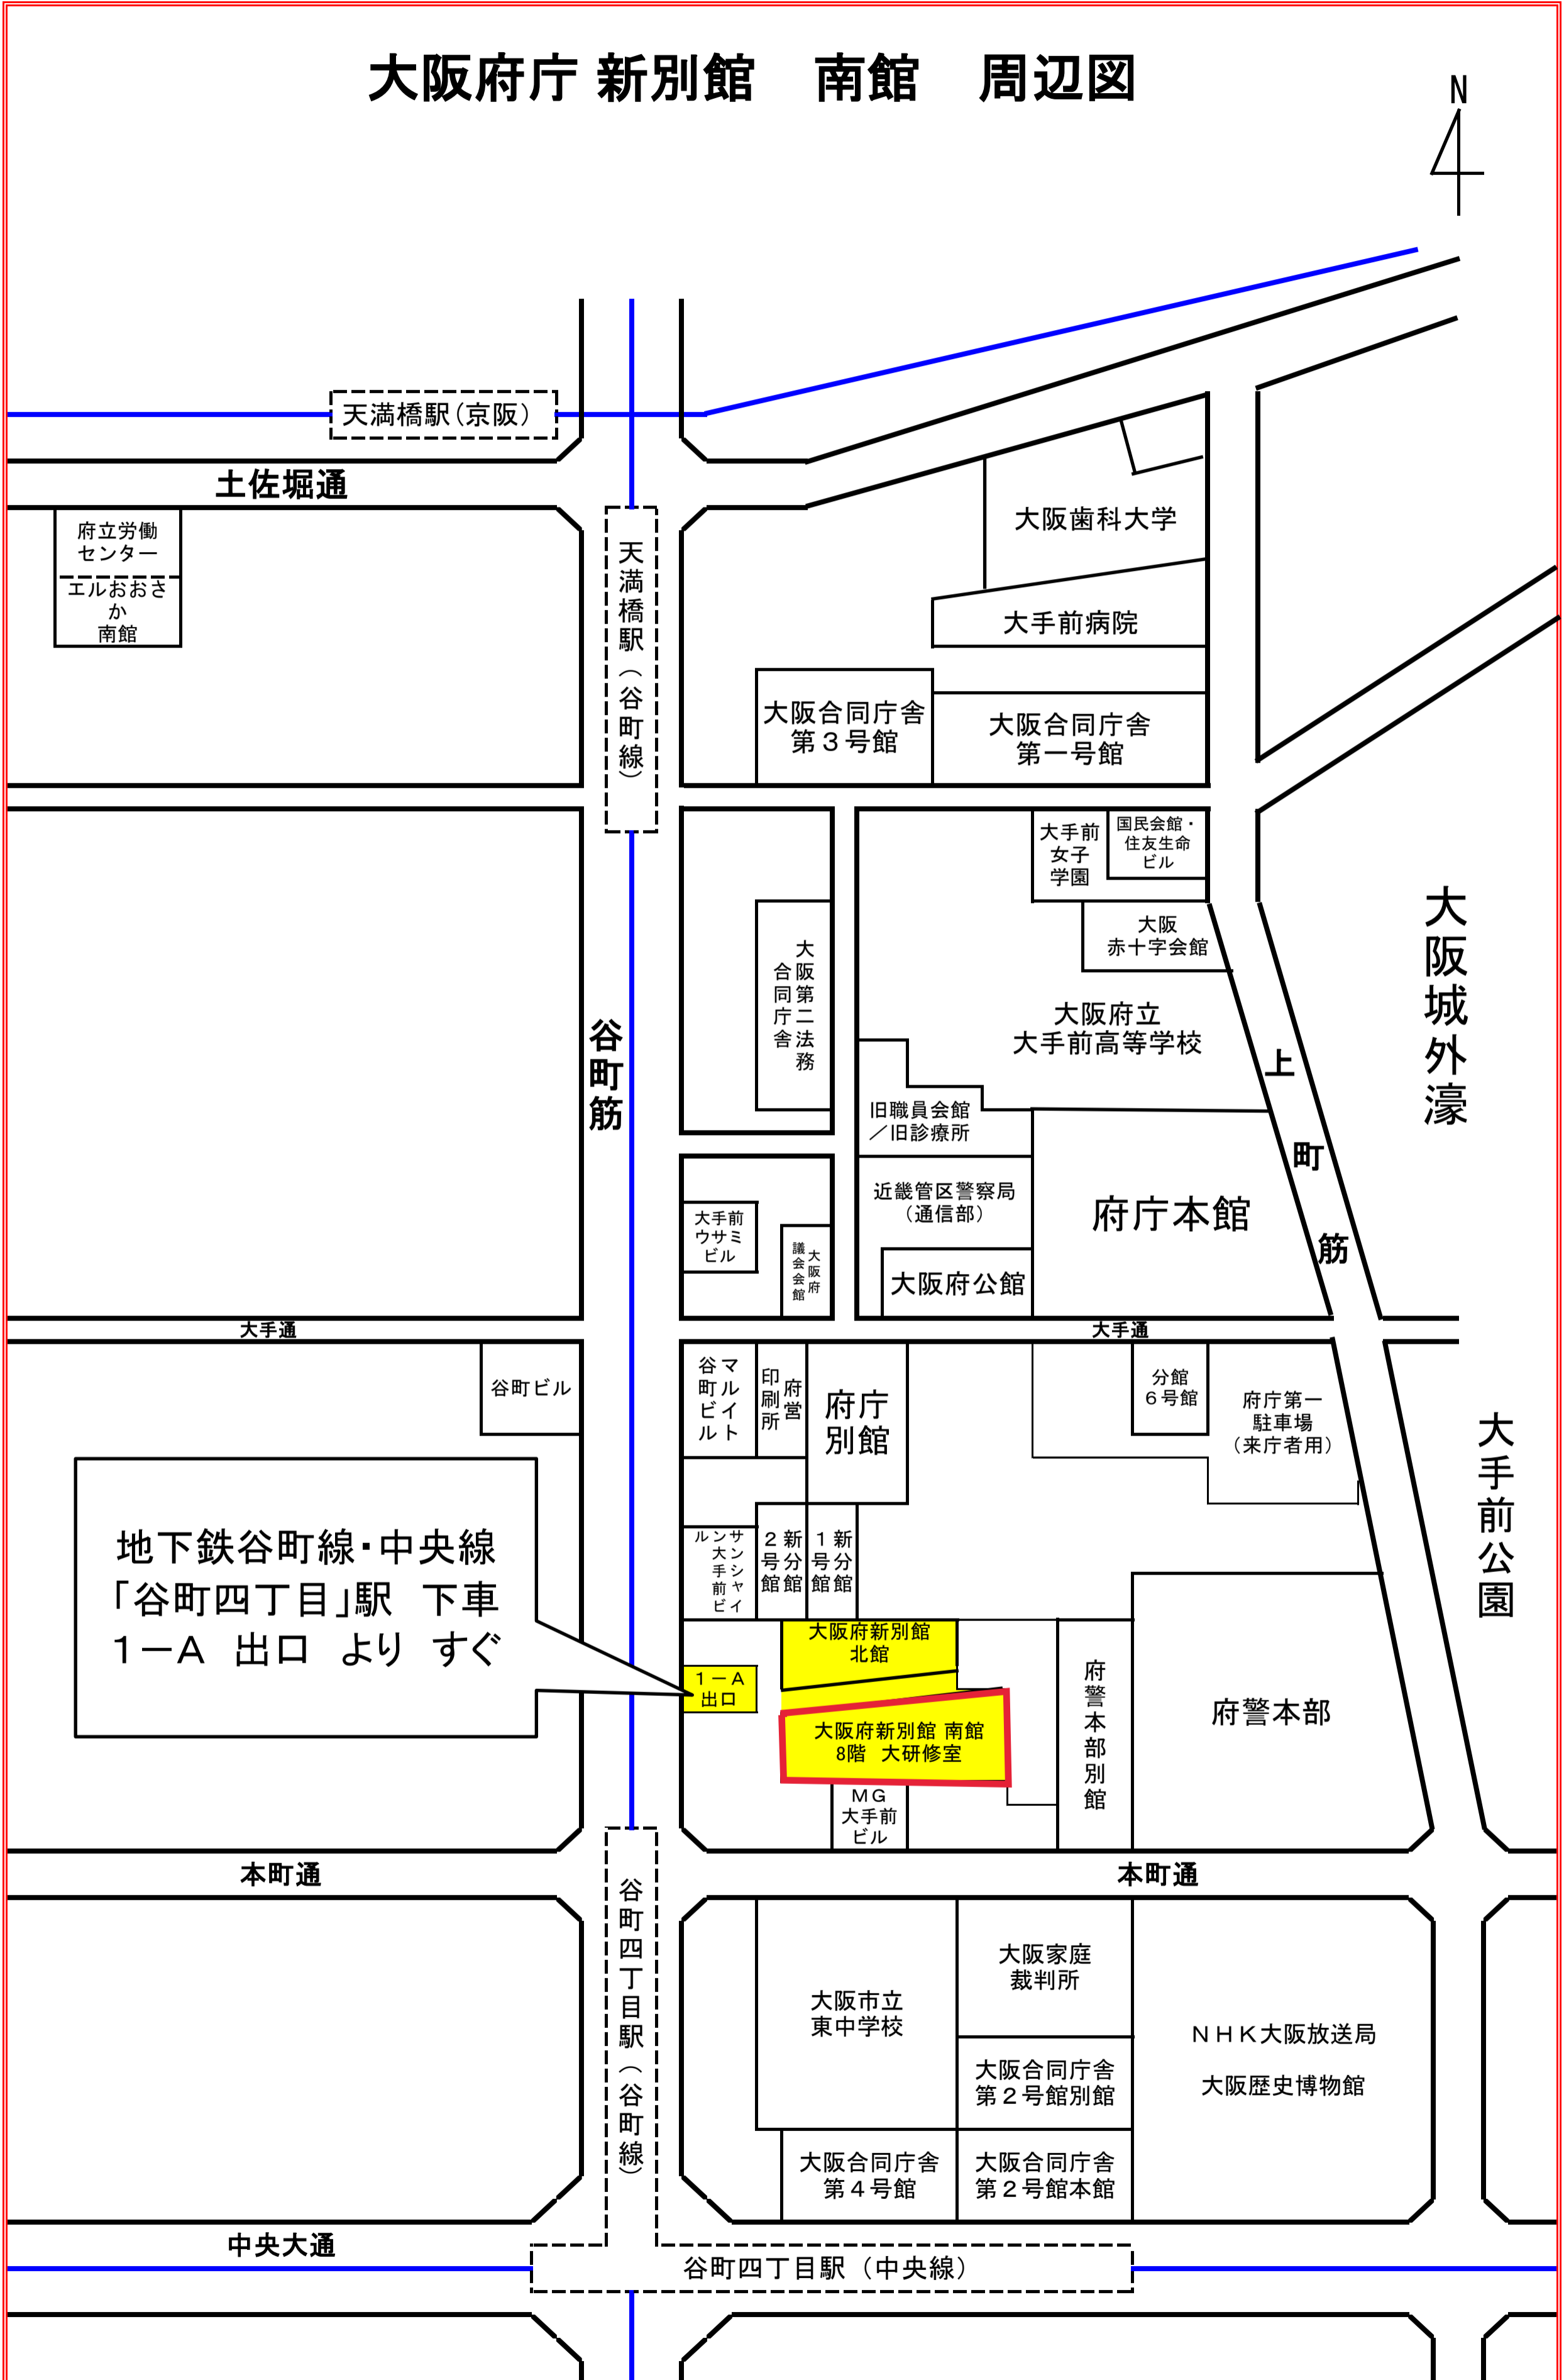 大阪府庁 新別館　南館　周辺図
N
天満橋駅（京阪）
土佐堀通
府立労働
センター
エルおおさ
か
南館
天満橋駅（谷町線）
大阪歯科大学
大手前病院
大阪合同庁舎
第３号館
大阪合同庁舎
第一号館
大手前
女子
学園
国民会館・
住友生命
ビル
大阪
赤十字会館
大阪第二法務
合同庁舎
大阪府立
大手前高等学校
大阪城外濠
谷町筋
上町筋
旧職員会館
／旧診療所
近畿管区警察局
（通信部）
府庁本館
大手前
ウサミ
ビル
大阪府
議会会館
大阪府公館
大手通
大手通
谷町ビル
マルイト
谷町ビル
府営
印刷所
府庁
別館
分館
６号館
府庁第一
駐車場
（来庁者用）
大手前公園
地下鉄谷町線・中央線
「谷町四丁目」駅　下車
１－Ａ　出口　より　すぐ
サンシャイ
ン大手前ビ
ル
新分館
２号館
新分館
１号館
大阪府新別館
北館
１－Ａ
出口
大阪府新別館 南館
8階　大研修室
府警本部別館
府警本部
ＭＧ
大手前
ビル
本町通
本町通
谷町四丁目駅（谷町線）
大阪市立
東中学校
大阪家庭
裁判所
大阪合同庁舎
第２号館別館
ＮＨＫ大阪放送局
大阪歴史博物館
大阪合同庁舎
第４号館
大阪合同庁舎
第２号館本館
中央大通
谷町四丁目駅（中央線）